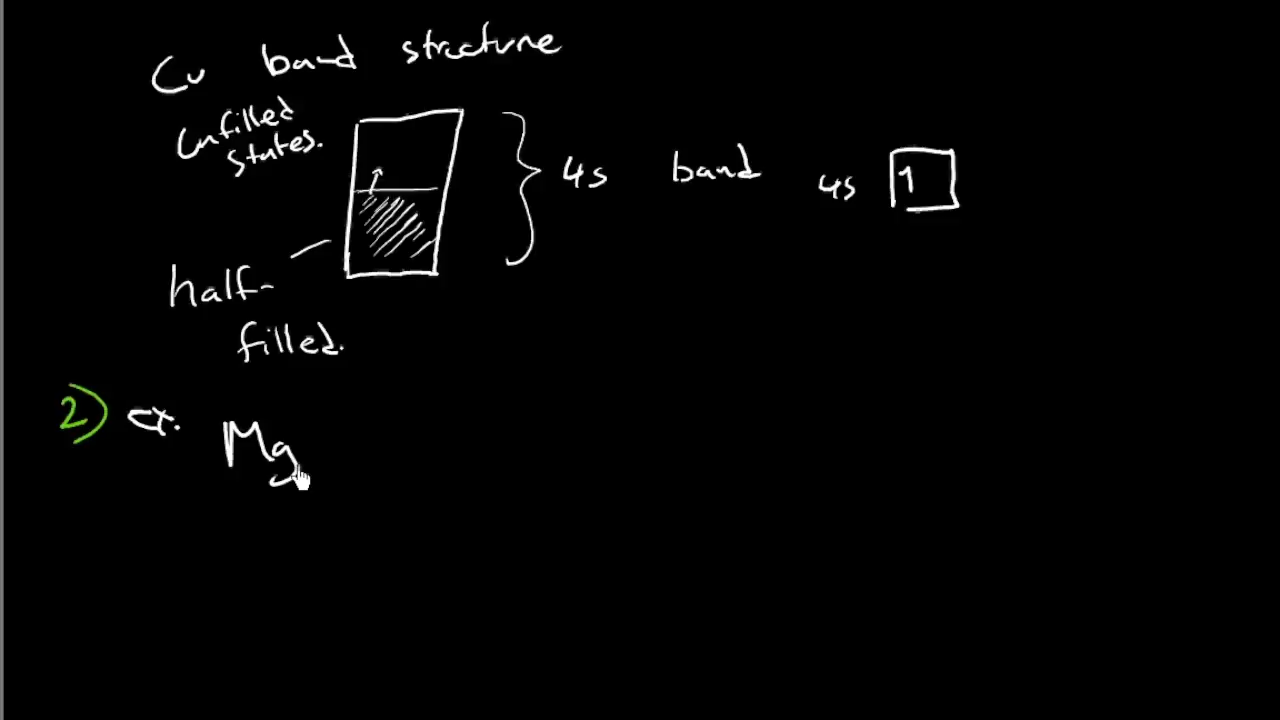 Cu band structure
Unfilled
states.
4s band
4s 1
half-
filled.
2) ex. Mg